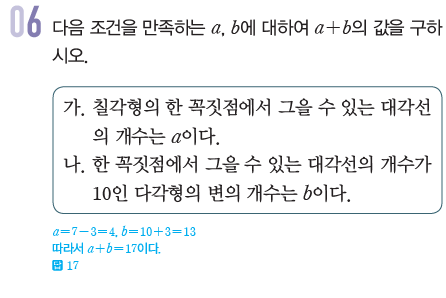 06 다음 조건을 만족하는 a, b에 대하여 a+b의 값을 구하
시오.
가. 칠각형의 한 꼭짓점에서 그을 수 있는 대각선
의 개수는 a이다.
나. 한 꼭짓점에서 그을 수 있는 대각선의 개수가
10인 다각형의 변의 개수는 b이다.
a=7-3=4, b=10+3=13
따라서 a+b=17이다.
답 17